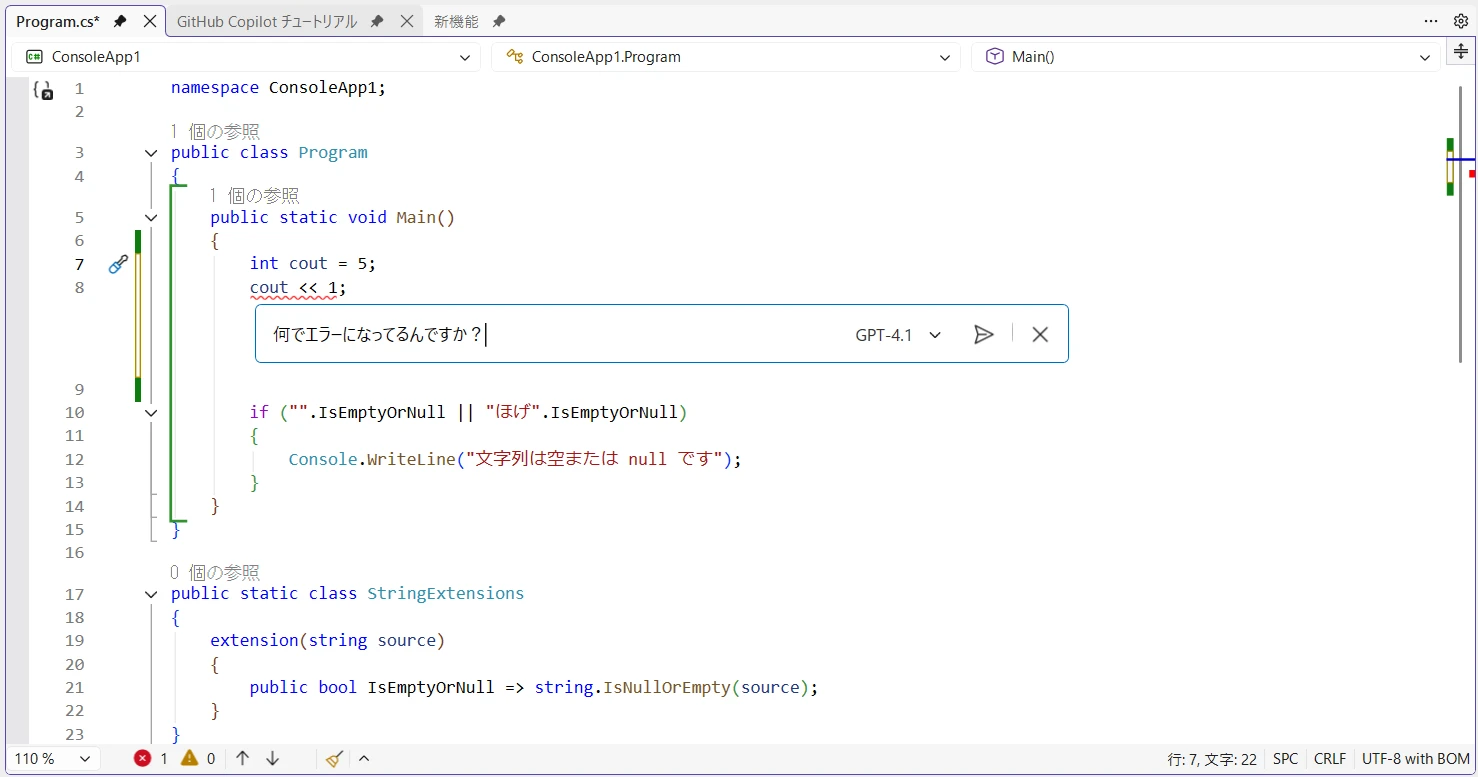 Program.cs* GitHub Copilot チュートリアル 新機能
ConsoleApp1 ConsoleApp1.Program Main()
1 namespace ConsoleApp1;
2
1 個の参照
3 public class Program
4 {
1 個の参照
5 public static void Main()
6 {
7 int cout = 5;
8 cout << 1;
何でエラーになってるんですか？ GPT-4.1
9
10 if ("".IsEmptyOrNull || "ほげ".IsEmptyOrNull)
11 {
12 Console.WriteLine("文字列は空または null です");
13 }
14 }
15 }
16
0 個の参照
17 public static class StringExtensions
18 {
19 extension(string source)
20 {
21 public bool IsEmptyOrNull => string.IsNullOrEmpty(source);
22 }
23 }
110 % 1 0 行: 7, 文字: 22 SPC CRLF UTF-8 with BOM